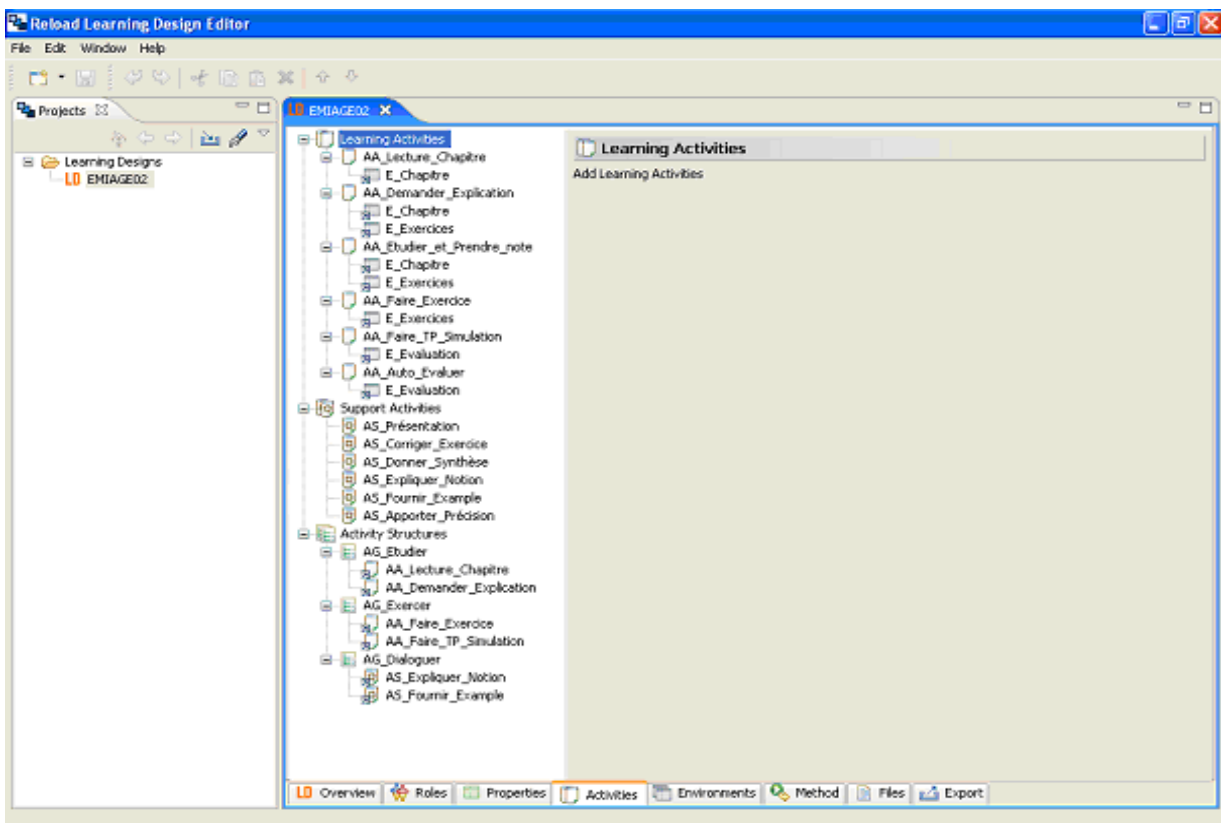 Reload Learning Design Editor
File Edit Window Help
Projects
EMIAGE02
Learning Designs
LD EMIAGE02
Learning Activities
AA_Lecture_Chapitre
E_Chapitre
AA_Demander_Explication
E_Chapitre
E_Exercices
AA_Etudier_et_Prendre_note
E_Chapitre
E_Exercices
AA_Faire_Exercice
E_Exercices
AA_Faire_TP_Simulation
E_Evaluation
AA_Auto_Evaluer
E_Evaluation
Support Activities
AS_Présentation
AS_Corriger_Exercice
AS_Donner_Synthèse
AS_Expliquer_Notion
AS_Fournir_Example
AS_Apporter_Précision
Activity Structures
AG_Etudier
AA_Lecture_Chapitre
AA_Demander_Explication
AG_Exercer
AA_Faire_Exercice
AA_Faire_TP_Simulation
AG_Dialoguer
AS_Expliquer_Notion
AS_Fournir_Example
Learning Activities
Add Learning Activities
LD Overview Roles Properties Activities Environments Method Files Export